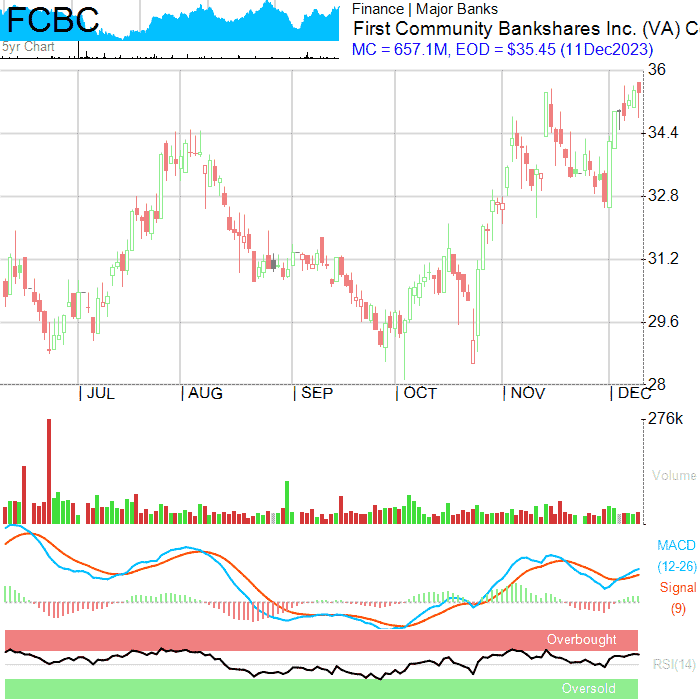 FCBC
5yr Chart
Finance | Major Banks
First Community Bankshares Inc. (VA) C
MC = 657.1M, EOD = $35.45 (11Dec2023)
36
34.4
32.8
31.2
29.6
28
| JUL | AUG | SEP | OCT | NOV | DEC
276k
Volume
MACD
(12-26)
Signal
(9)
Overbought
RSI(14)
Oversold